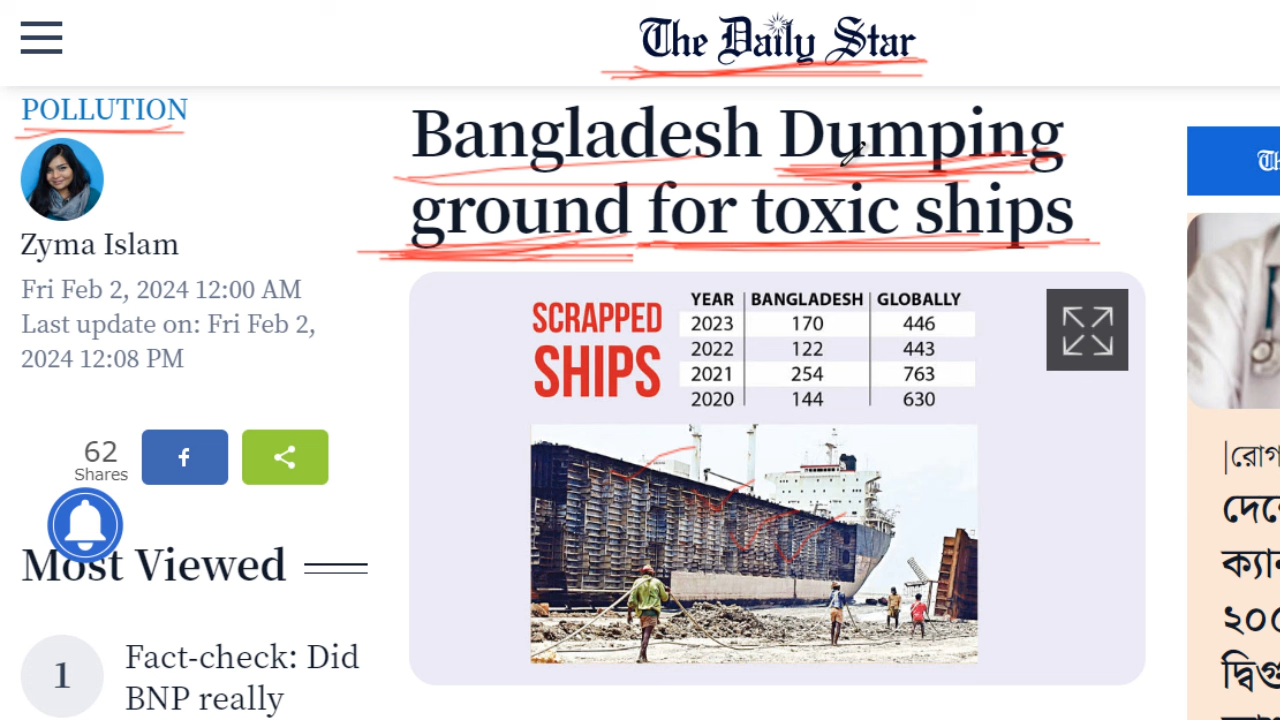 The Daily Star
POLLUTION
Zyma Islam
Fri Feb 2, 2024 12:00 AM
Last update on: Fri Feb 2,
2024 12:08 PM
62
Shares
f
Most Viewed
1
Fact-check: Did
BNP really
Bangladesh Dumping
ground for toxic ships
SCRAPPED
SHIPS
YEAR BANGLADESH GLOBALLY
2023 170 446
2022 122 443
2021 254 763
2020 144 630